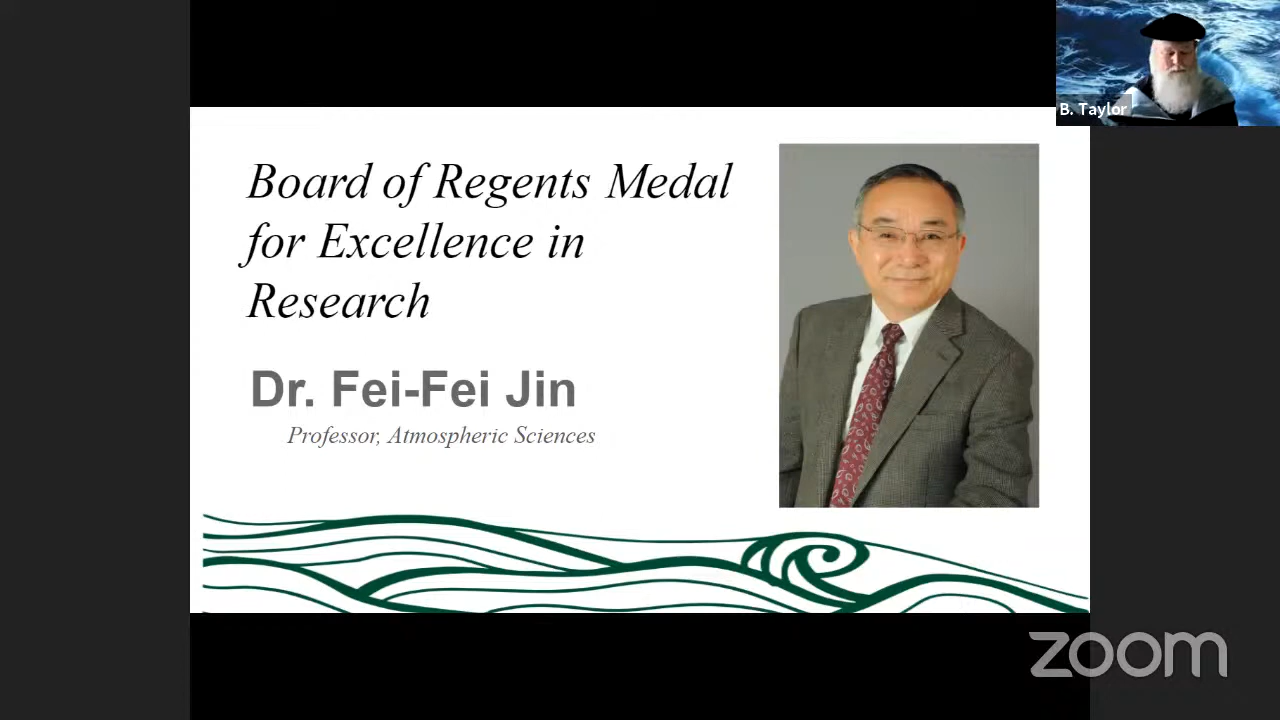 B. Taylor
Board of Regents Medal
for Excellence in
Research
Dr. Fei-Fei Jin
Professor, Atmospheric Sciences
zoom